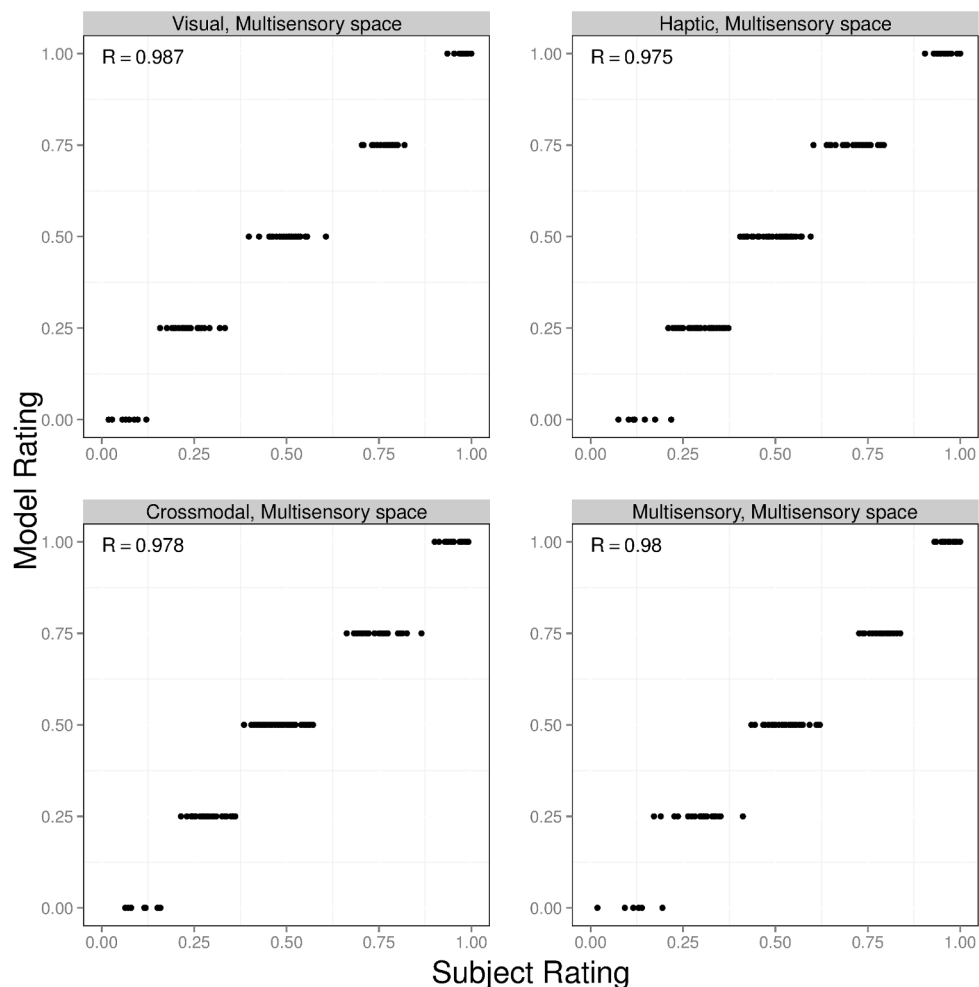 Visual, Multisensory space
Haptic, Multisensory space
R = 0.987
R = 0.975
1.00
0.75
0.50
0.25
0.00
0.00 0.25 0.50 0.75 1.00
1.00
0.75
0.50
0.25
0.00
0.00 0.25 0.50 0.75 1.00
Model Rating
Crossmodal, Multisensory space
Multisensory, Multisensory space
R = 0.978
R = 0.98
1.00
0.75
0.50
0.25
0.00
0.00 0.25 0.50 0.75 1.00
1.00
0.75
0.50
0.25
0.00
0.00 0.25 0.50 0.75 1.00
Subject Rating